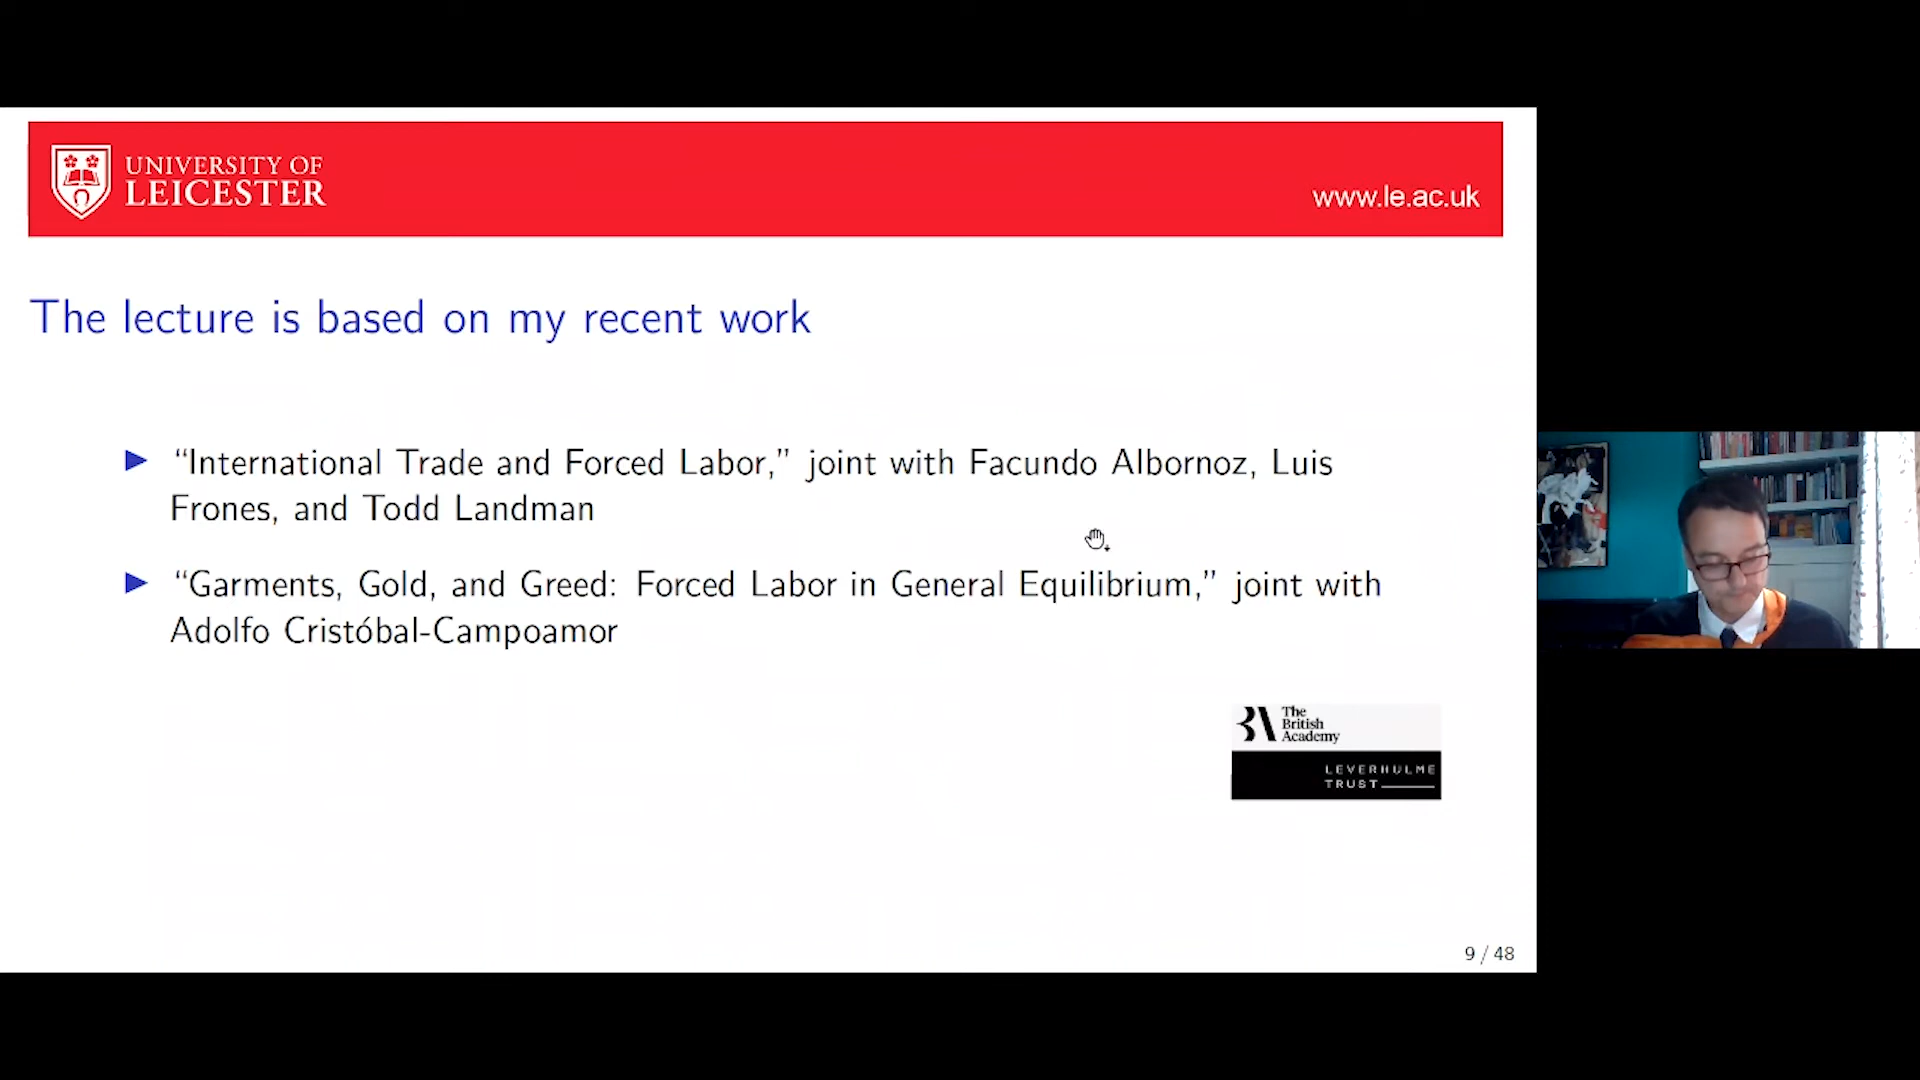 UNIVERSITY OF
LEICESTER
www.le.ac.uk
The lecture is based on my recent work
“International Trade and Forced Labor,” joint with Facundo Albornoz, Luis
Frones, and Todd Landman
“Garments, Gold, and Greed: Forced Labor in General Equilibrium,” joint with
Adolfo Cristóbal-Campoamor
BA The
British
Academy
LEVERHULME
TRUST
9 / 48